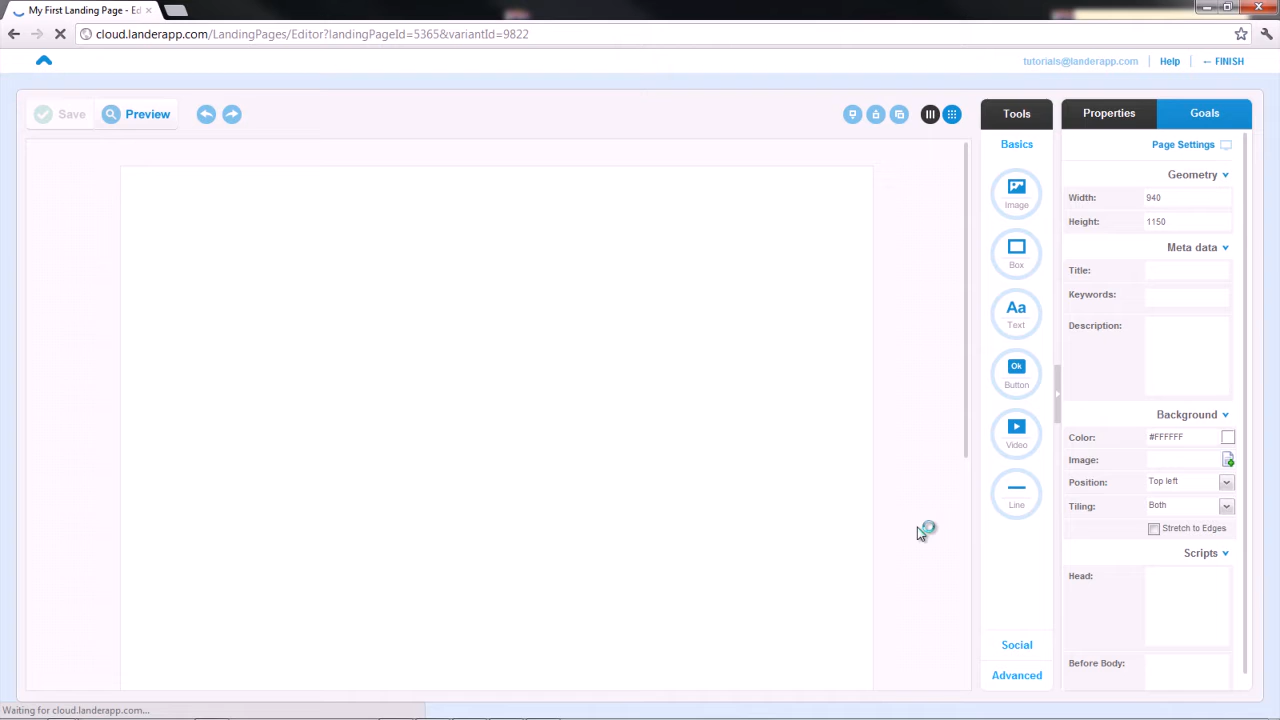 My First Landing Page - Ed
cloud.landerapp.com/LandingPages/Editor?landingPageId=5365&variantId=9822
tutorials@landerapp.com
Help
← FINISH
Save
Preview
Tools
Properties
Goals
Basics
Image
Box
Aa
Text
Ok
Button
Video
Line
Social
Advanced
Page Settings
Geometry
Width: 940
Height: 1150
Meta data
Title:
Keywords:
Description:
Background
Color: #FFFFFF
Image:
Position: Top left
Tiling: Both
Stretch to Edges
Scripts
Head:
Before Body:
Waiting for cloud.landerapp.com...